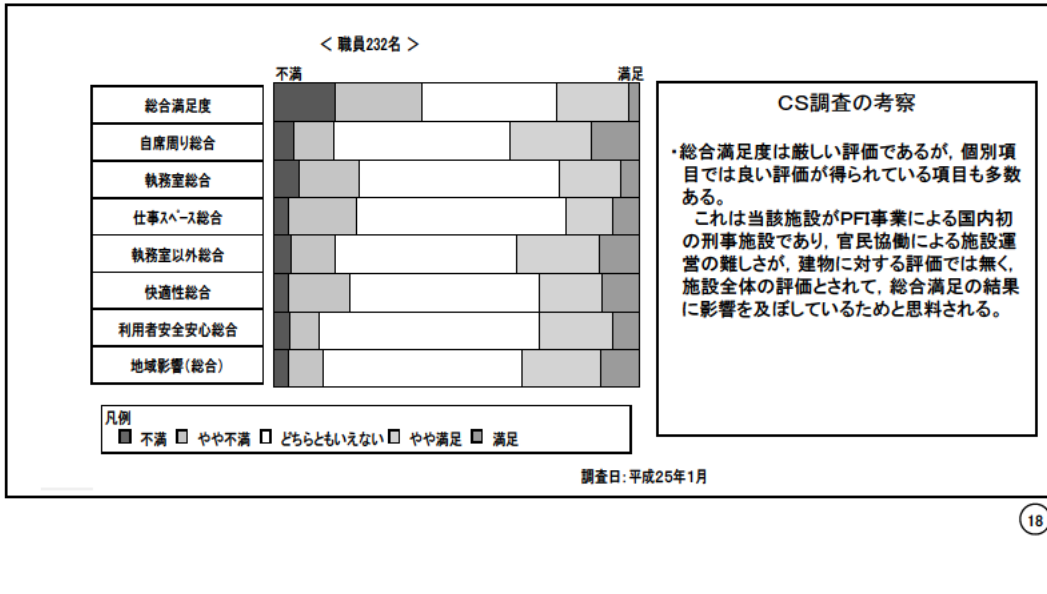 ＜ 職員232名 ＞
不満 満足
総合満足度
自席周り総合
執務室総合
仕事スペース総合
執務室以外総合
快適性総合
利用者安全安心総合
地域影響（総合）
凡例
不満 やや不満 どちらともいえない やや満足 満足
CS調査の考察
・総合満足度は厳しい評価であるが，個別項
目では良い評価が得られている項目も多数
ある。
これは当該施設がPFI事業による国内初
の刑事施設であり，官民協働による施設運
営の難しさが，建物に対する評価では無く，
施設全体の評価とされて，総合満足の結果
に影響を及ぼしているためと思料される。
調査日：平成25年1月
18